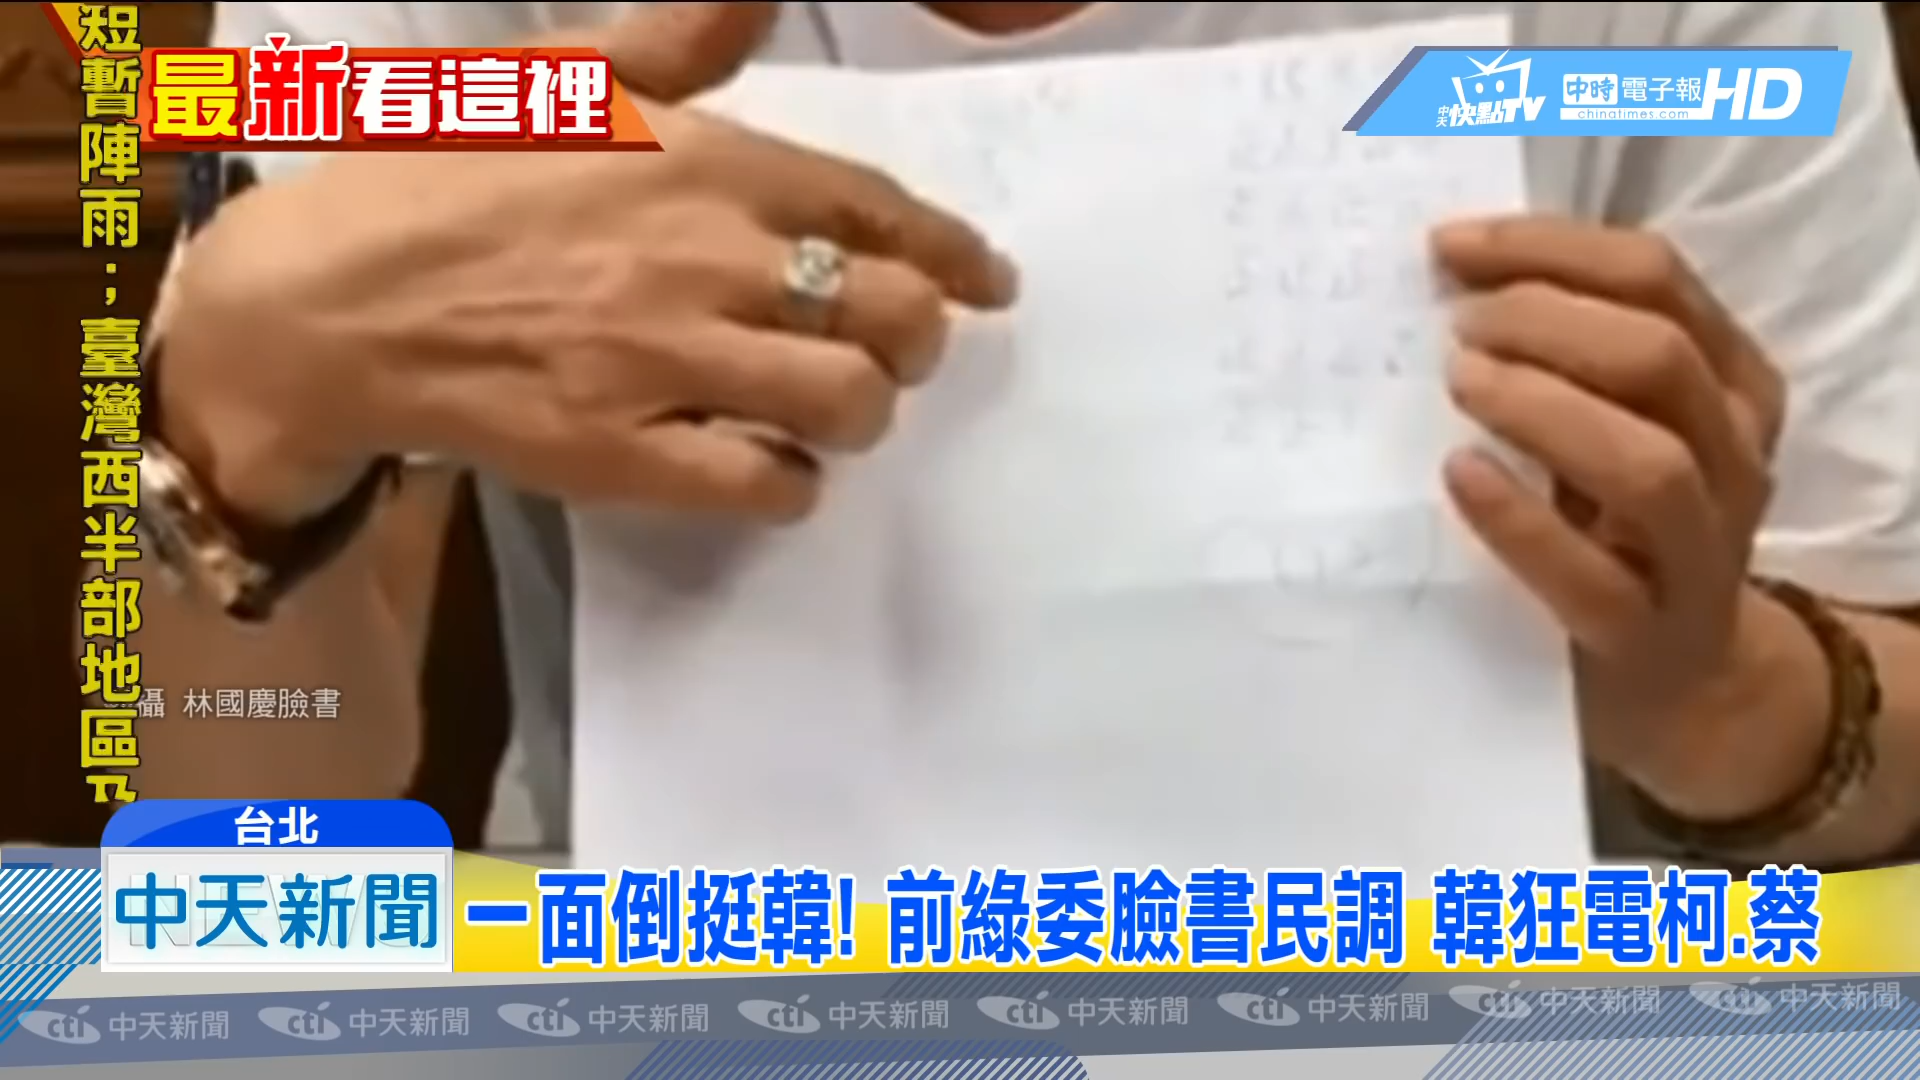 短暫陣雨；臺灣西半部地區及
最新看這裡
中天快點TV
中時電子報HD
chinatimes.com
攝 林國慶臉書
台北
中天新聞
NEWS
一面倒挺韓! 前綠委臉書民調 韓狂電柯.蔡
cti 中天新聞 cti 中天新聞 cti 中天新聞 cti 中天新聞 cti 中天新聞 cti 中天新聞 cti 中天新聞 cti 中天新聞